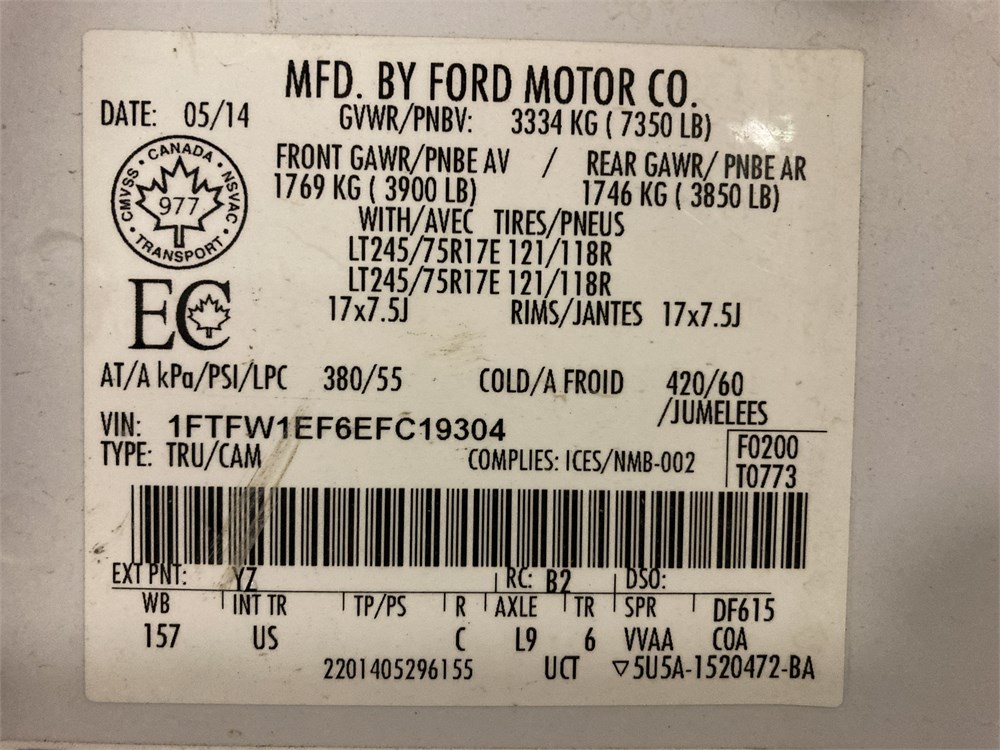 MFD. BY FORD MOTOR CO.
DATE: 05/14
GVWR/PNBV: 3334 KG ( 7350 LB)
CANADA
CMVSS
NSVAC
977
TRANSPORT
FRONT GAWR/PNBE AV / REAR GAWR/ PNBE AR
1769 KG ( 3900 LB) 1746 KG ( 3850 LB)
WITH/AVEC TIRES/PNEUS
LT245/75R17E 121/118R
LT245/75R17E 121/118R
EC
17x7.5J RIMS/JANTES 17x7.5J
AT/A kPa/PSI/LPC 380/55 COLD/A FROID 420/60
/JUMELEES
VIN: 1FTFW1EF6EFC19304
TYPE: TRU/CAM COMPLIES: ICES/NMB-002
F0200
T0773
EXT PNT: YZ RC: B2 DSO:
WB INT TR TP/PS R AXLE TR SPR DF615
157 US C L9 6 VVAA COA
2201405296155 UCT ▽5U5A-1520472-BA